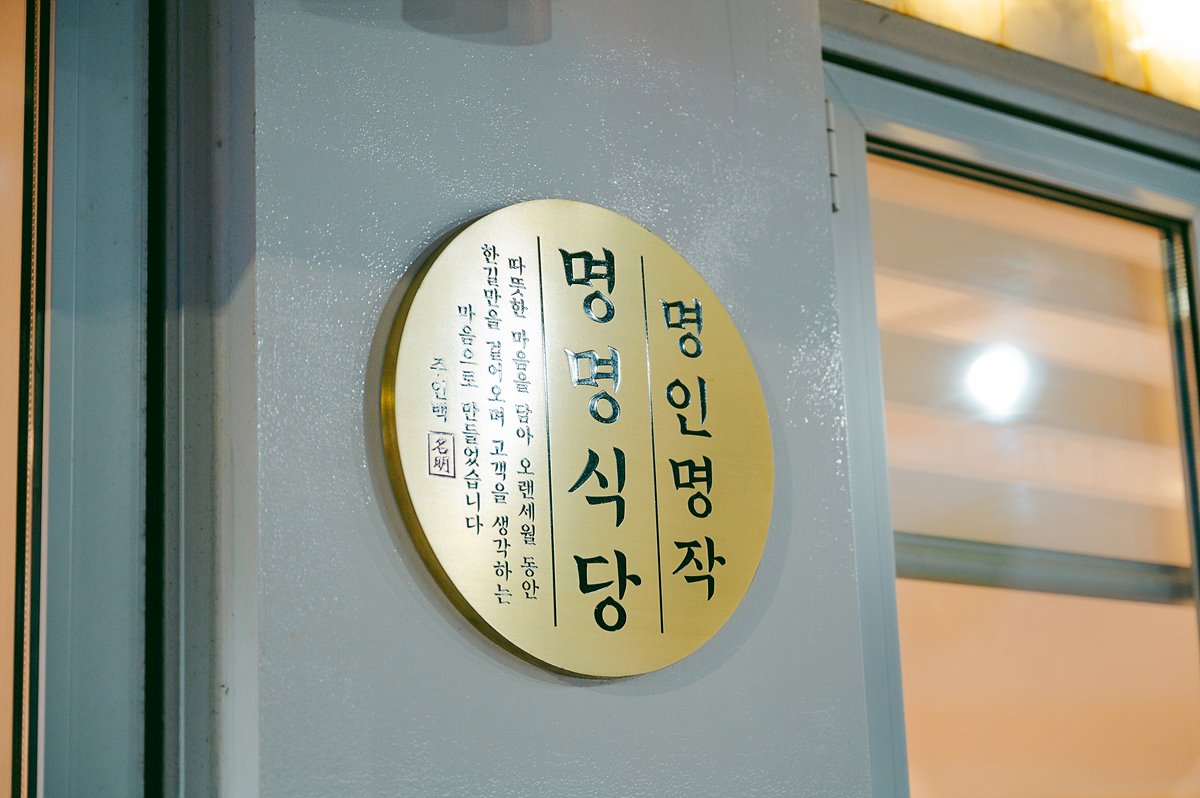 명인명작
명명식당
따뜻한 마음을 담아 오랜세월 동안
한길만을 걸어오며 고객을 생각하는
마음으로 만들었습니다
주인백
名明